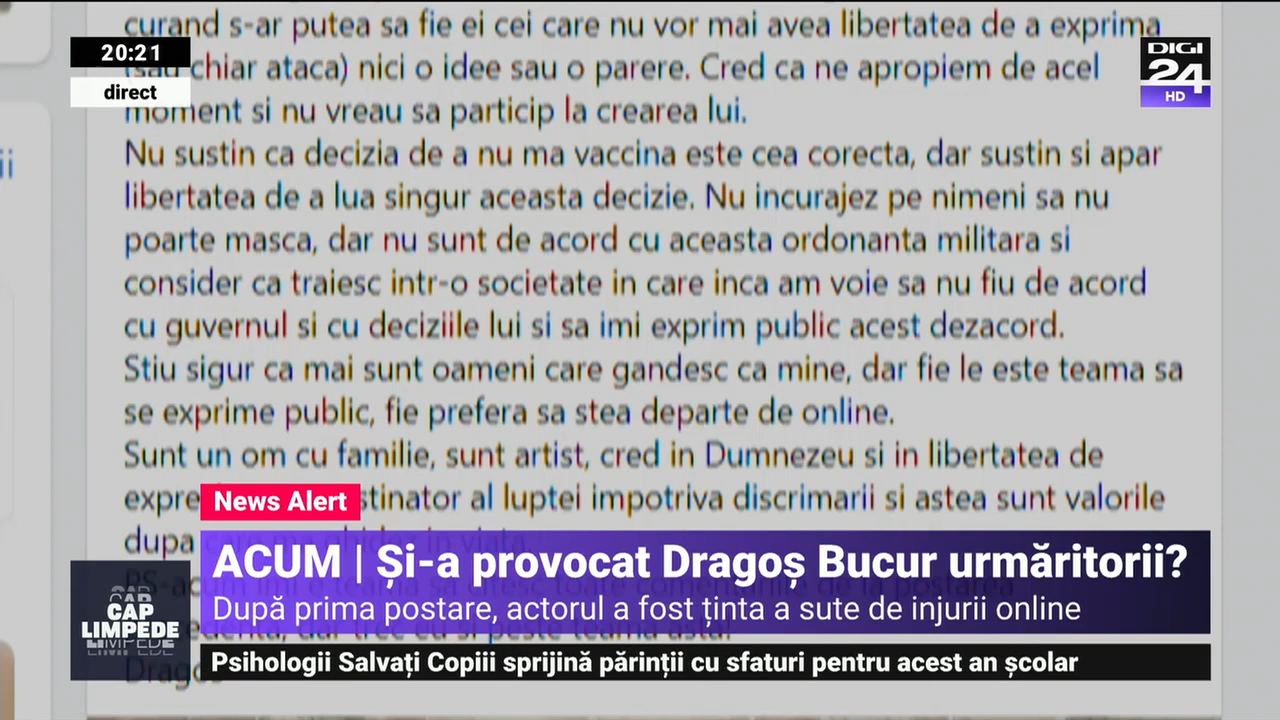 curand s-ar putea sa fie ei cei care nu vor mai avea libertatea de a exprima
20:21
(sau chiar ataca) nici o idee sau o parere. Cred ca ne apropiem de acel
direct
moment si nu vreau sa particip la crearea lui.
DIGI
24
HD
Nu sustin ca decizia de a nu ma vaccina este cea corecta, dar sustin si apar
libertatea de a lua singur aceasta decizie. Nu incurajez pe nimeni sa nu
poarte masca, dar nu sunt de acord cu aceasta ordonanta militara si
consider ca traiesc intr-o societate in care inca am voie sa nu fiu de acord
cu guvernul si cu deciziile lui si sa imi exprim public acest dezacord.
Stiu sigur ca mai sunt oameni care gandesc ca mine, dar fie le este teama sa
se exprime public, fie prefera sa stea departe de online.
Sunt un om cu familie, sunt artist, cred in Dumnezeu si in libertatea de
expre stinator al luptei impotriva discrimarii si astea sunt valorile
News Alert
dupa care ma ghidez in viata
ACUM | Și-a provocat Dragoș Bucur urmăritorii?
După prima postare, actorul a fost ținta a sute de injurii online
CAP
LIMPEDE
Psihologii Salvați Copiii sprijină părinții cu sfaturi pentru acest an școlar
Drago